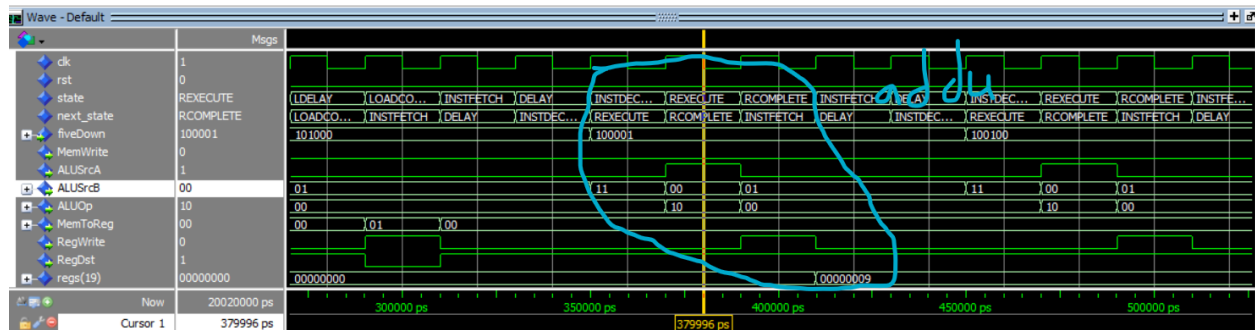 Wave - Default
Msgs
clk 1
rst 0
state REXECUTE LDELAY LOADCO... INSTFETCH DELAY INSTDEC... REXECUTE RCOMPLETE INSTFETCH DELAY INSTDEC... REXECUTE RCOMPLETE INSTFE...
next_state RCOMPLETE LOADCO... INSTFETCH DELAY INSTDEC... REXECUTE RCOMPLETE INSTFETCH DELAY INSTDEC... REXECUTE RCOMPLETE INSTFETCH DELAY
addu
fiveDown 100001 101000 100001 100100
MemWrite 0
ALUSrcA 1
ALUSrcB 00 01 11 00 01 11 00 01
ALUOp 10 00 10 00 10 00
MemToReg 00 00 01 00
RegWrite 0
RegDst 1
regs(19) 00000000 00000000 00000009
Now 20020000 ps 300000 ps 350000 ps 400000 ps 450000 ps 500000 ps
Cursor 1 379996 ps 379996 ps